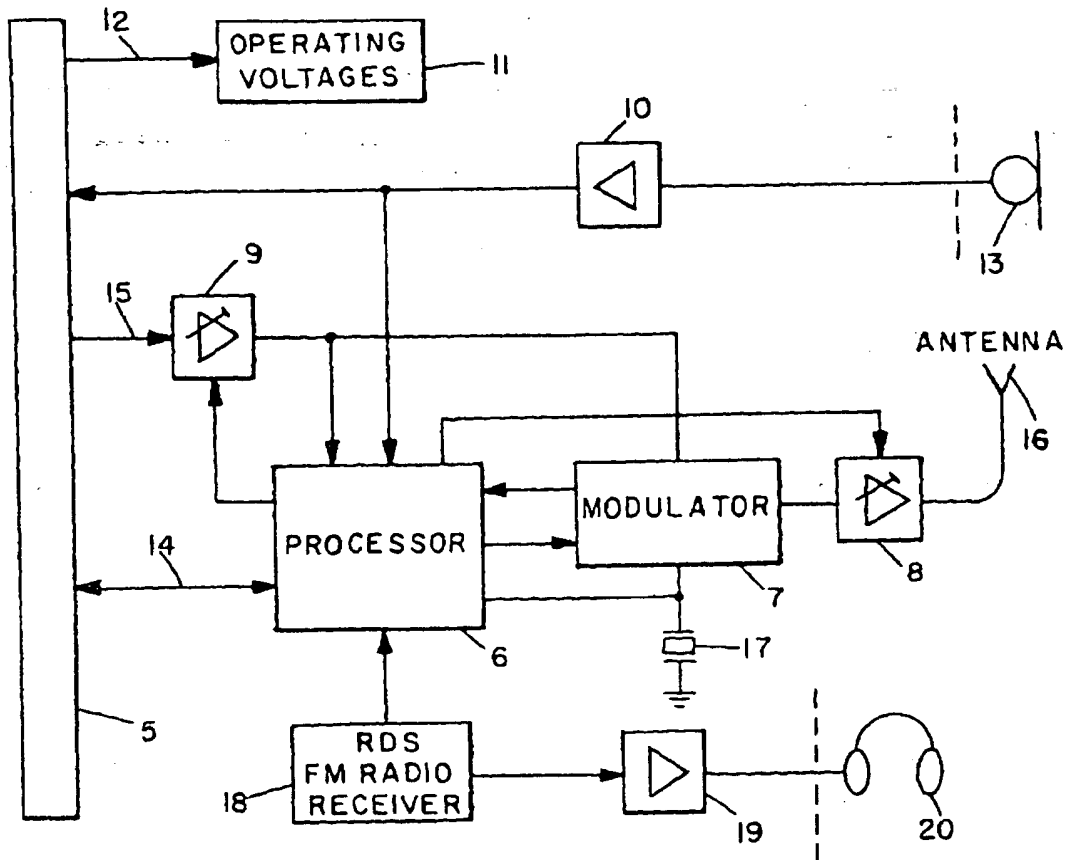 12
OPERATING
VOLTAGES
11
10
13
9
15
ANTENNA
16
MODULATOR
PROCESSOR
14
8
7
17
6
5
RDS
FM RADIO
RECEIVER
18
19
20